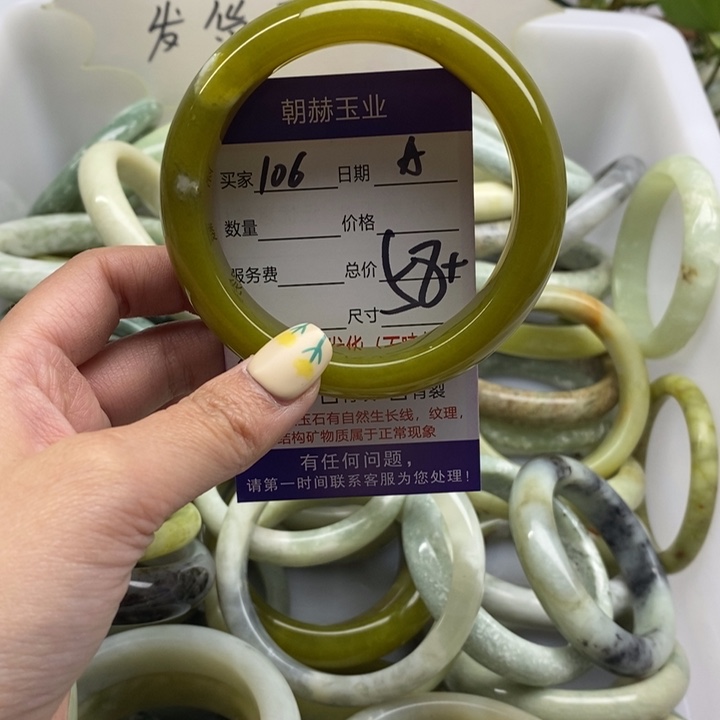 发货
朝赫玉业
买家 106 日期 A
数量 价格
服务费 总价 58+
尺寸
玉石有自然生长线，纹理，
结构矿物质属于正常现象
有任何问题，
请第一时间联系客服为您处理！